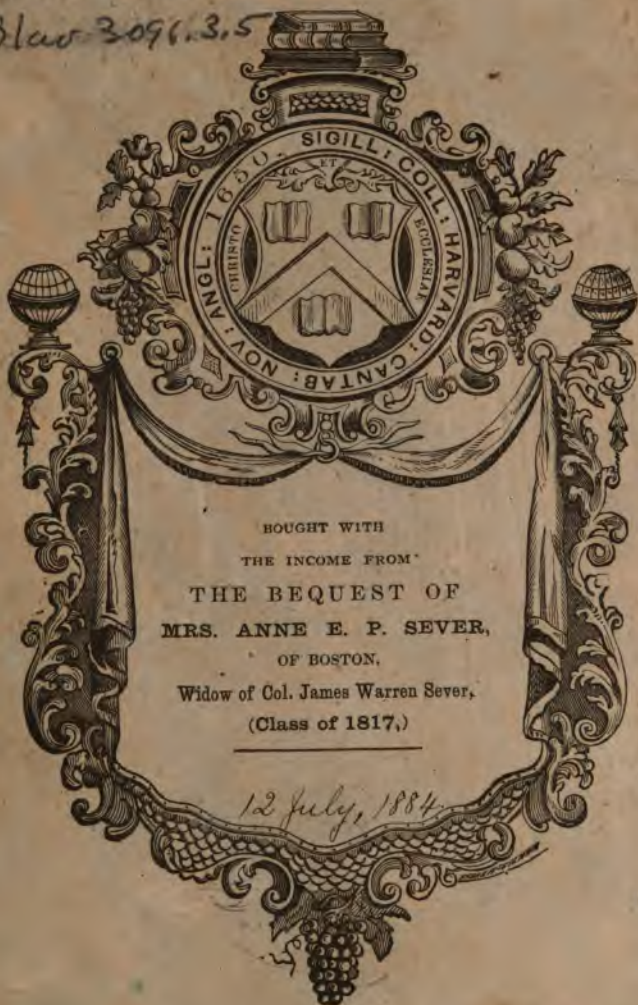 Slav 3096.3.5
SIGILL: COLL: HARVARD: CANTAB: NOV: ANGL: 1650.
ET
CHRISTO
ECCLESIAE
BOUGHT WITH
THE INCOME FROM
THE BEQUEST OF
MRS. ANNE E. P. SEVER,
OF BOSTON,
Widow of Col. James Warren Sever,
(Class of 1817,)
12 July, 1884.